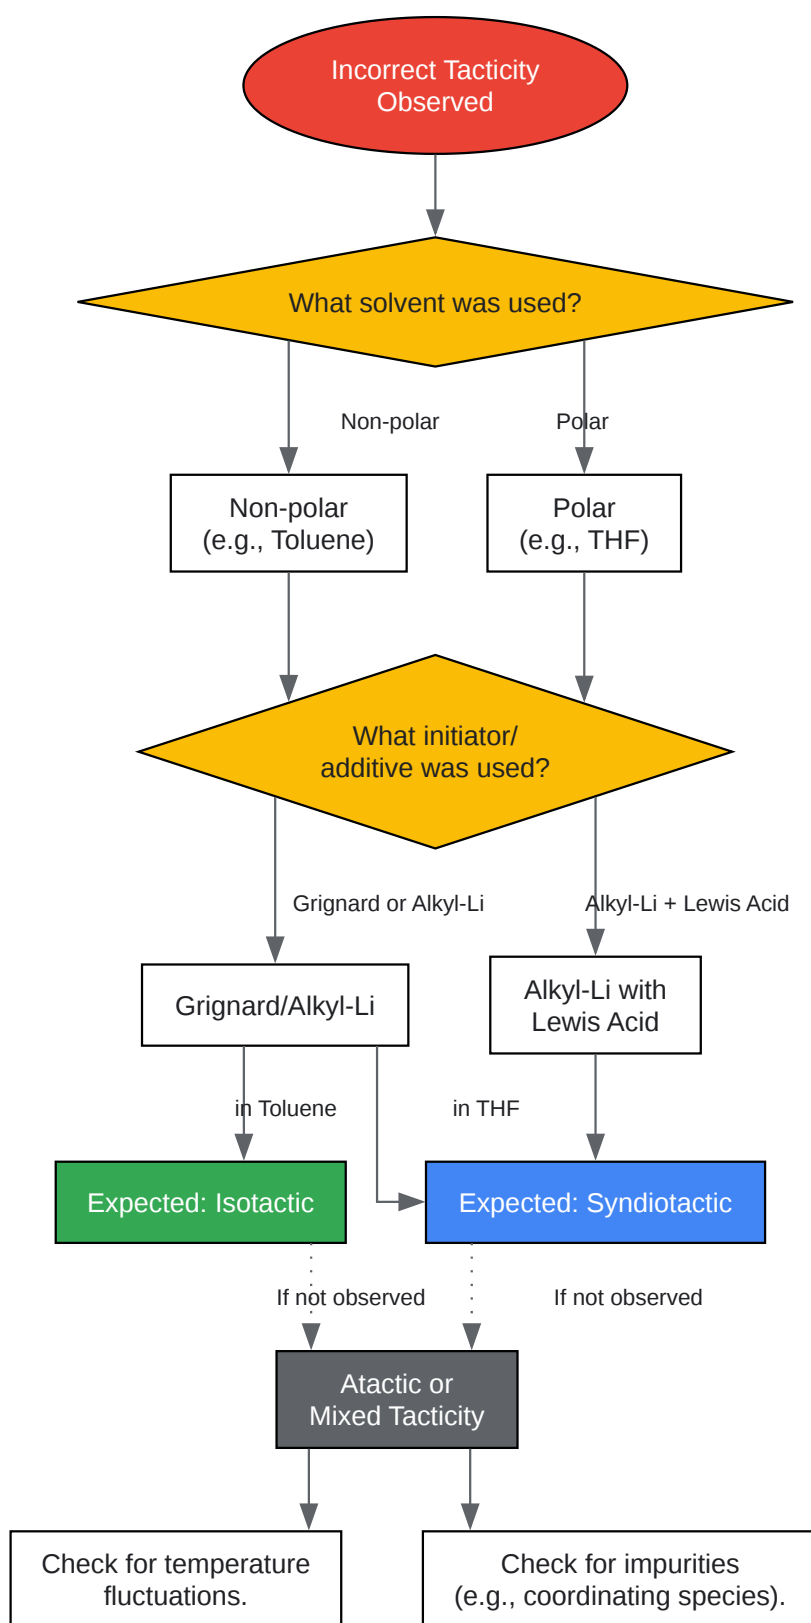 Incorrect Tacticity
Observed
What solvent was used?
Non-polar
Polar
Non-polar
(e.g., Toluene)
Polar
(e.g., THF)
What initiator/
additive was used?
Grignard or Alkyl-Li
Alkyl-Li + Lewis Acid
Grignard/Alkyl-Li
Alkyl-Li with
Lewis Acid
in Toluene
in THF
Expected: Isotactic
Expected: Syndiotactic
If not observed
If not observed
Atactic or
Mixed Tacticity
Check for temperature
fluctuations.
Check for impurities
(e.g., coordinating species).